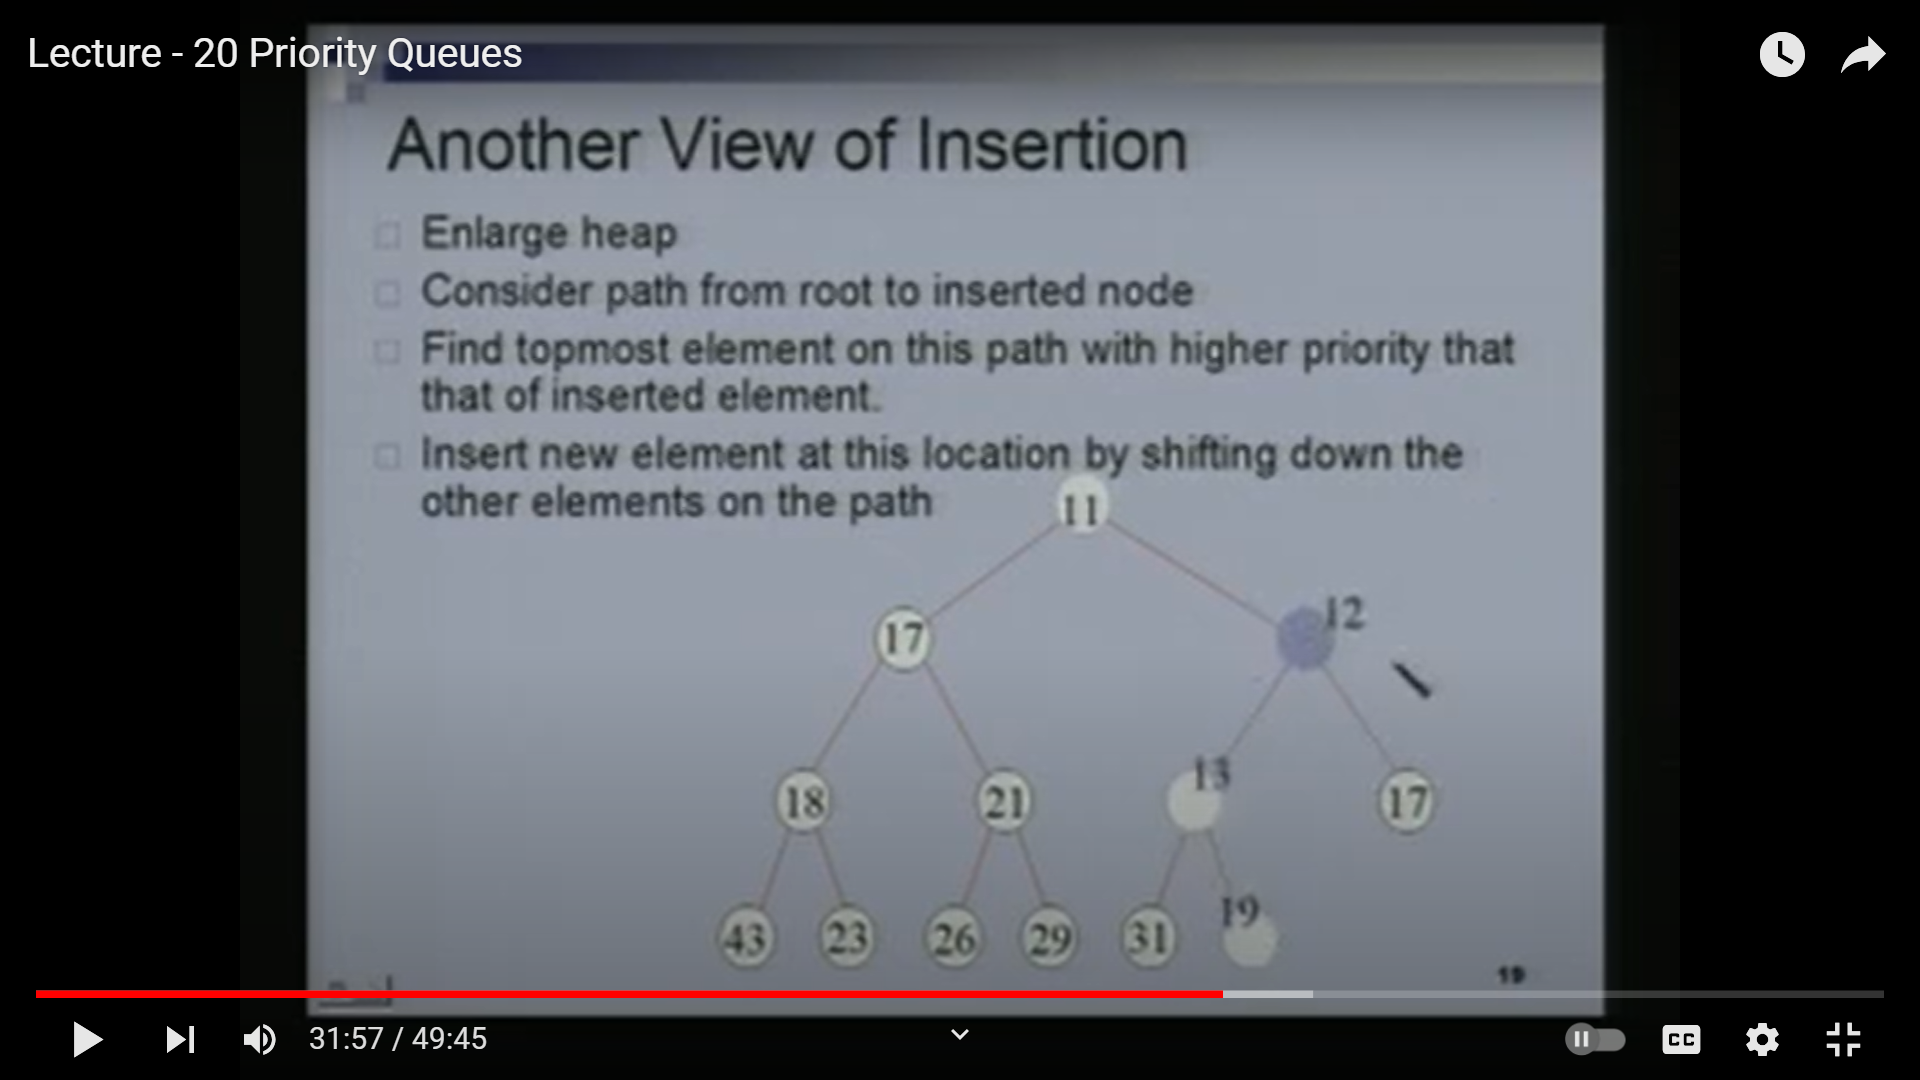 Lecture - 20 Priority Queues
Another View of Insertion
Enlarge heap
Consider path from root to inserted node
Find topmost element on this path with higher priority that
that of inserted element.
Insert new element at this location by shifting down the
other elements on the path
11
17 12
18 21 13 17
43 23 26 29 31 19
19
31:57 / 49:45
CC